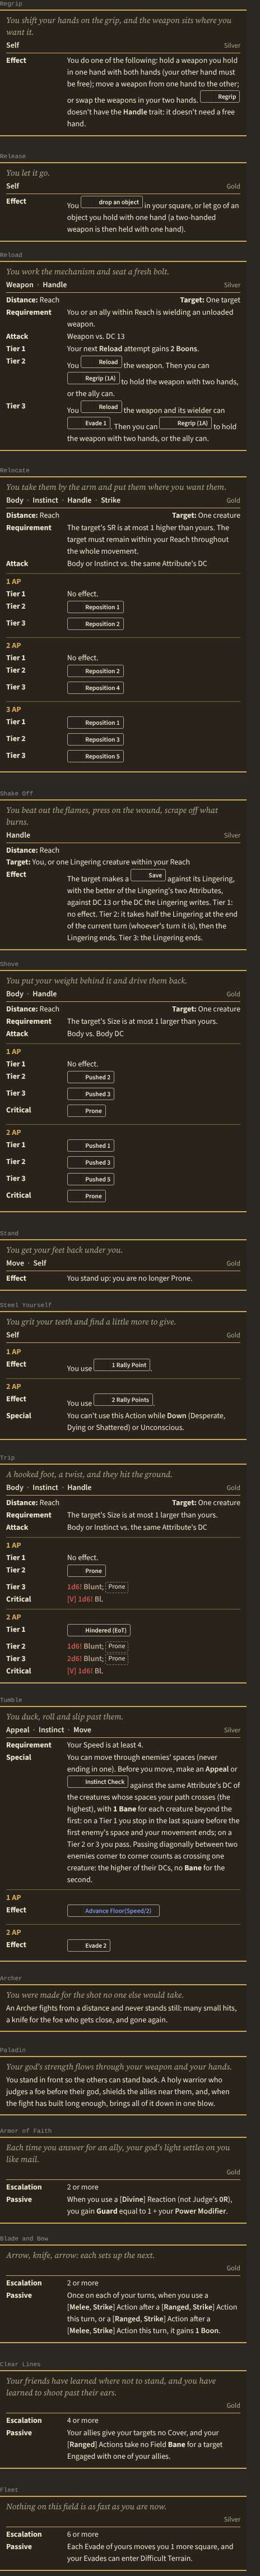 Regrip
You shift your hands on the grip, and the weapon sits where you
want it.
Self Silver
Effect You do one of the following: hold a weapon you hold
in one hand with both hands (your other hand must
be free); move a weapon from one hand to the other;
or swap the weapons in your two hands. Regrip
doesn't have the Handle trait: it doesn't need a free
hand.
Release
You let it go.
Self Gold
Effect You drop an object in your square, or let go of an
object you hold with one hand (a two-handed
weapon is then held with one hand).
Reload
You work the mechanism and seat a fresh bolt.
Weapon · Handle Silver
Distance: Reach Target: One target
Requirement You or an ally within Reach is wielding an unloaded
weapon.
Attack Weapon vs. DC 13
Tier 1 Your next Reload attempt gains 2 Boons.
Tier 2 You Reload the weapon. Then you can
Regrip (1A) to hold the weapon with two hands,
or the ally can.
Tier 3 You Reload the weapon and its wielder can
Evade 1. Then you can Regrip (1A) to hold
the weapon with two hands, or the ally can.
Relocate
You take them by the arm and put them where you want them.
Body · Instinct · Handle · Strike Gold
Distance: Reach Target: One creature
Requirement The target's SR is at most 1 higher than yours. The
target must remain within your Reach throughout
the whole movement.
Attack Body or Instinct vs. the same Attribute's DC
1 AP
Tier 1 No effect.
Tier 2 Reposition 1
Tier 3 Reposition 2
2 AP
Tier 1 No effect.
Tier 2 Reposition 2
Tier 3 Reposition 4
3 AP
Tier 1 Reposition 1
Tier 2 Reposition 3
Tier 3 Reposition 5
Shake Off
You beat out the flames, press on the wound, scrape off what
burns.
Handle Silver
Distance: Reach
Target: You, or one Lingering creature within your Reach
Effect The target makes a Save against its Lingering,
with the better of the Lingering's two Attributes,
against DC 13 or the DC the Lingering writes. Tier 1:
no effect. Tier 2: it takes half the Lingering at the end
of the current turn (whoever's turn it is), then the
Lingering ends. Tier 3: the Lingering ends.
Shove
You put your weight behind it and drive them back.
Body · Handle Gold
Distance: Reach Target: One creature
Requirement The target's Size is at most 1 larger than yours.
Attack Body vs. Body DC
1 AP
Tier 1 No effect.
Tier 2 Pushed 2
Tier 3 Pushed 3
Critical Prone
2 AP
Tier 1 Pushed 1
Tier 2 Pushed 3
Tier 3 Pushed 5
Critical Prone
Stand
You get your feet back under you.
Move · Self Gold
Effect You stand up: you are no longer Prone.
Steel Yourself
You grit your teeth and find a little more to give.
Self Gold
1 AP
Effect You use 1 Rally Point.
2 AP
Effect You use 2 Rally Points.
Special You can't use this Action while Down (Desperate,
Dying or Shattered) or Unconscious.
Trip
A hooked foot, a twist, and they hit the ground.
Body · Instinct · Handle Gold
Distance: Reach Target: One creature
Requirement The target's Size is at most 1 larger than yours.
Attack Body or Instinct vs. the same Attribute's DC
1 AP
Tier 1 No effect.
Tier 2 Prone
Tier 3 1d6! Blunt; Prone
Critical [V] 1d6! Bl.
2 AP
Tier 1 Hindered (EoT)
Tier 2 1d6! Blunt; Prone
Tier 3 2d6! Blunt; Prone
Critical [V] 1d6! Bl.
Tumble
You duck, roll and slip past them.
Appeal · Instinct · Move Silver
Requirement Your Speed is at least 4.
Special You can move through enemies' spaces (never
ending in one). Before you move, make an Appeal or
Instinct Check against the same Attribute's DC of
the creatures whose spaces your path crosses (the
highest), with 1 Bane for each creature beyond the
first: on a Tier 1 you stop in the last square before the
first enemy's space and your movement ends; on a
Tier 2 or 3 you pass. Passing diagonally between two
enemies corner to corner counts as crossing one
creature: the higher of their DCs, no Bane for the
second.
1 AP
Effect Advance Floor(Speed/2)
2 AP
Effect Evade 2
Archer
You were made for the shot no one else would take.
An Archer fights from a distance and never stands still: many small hits,
a knife for the foe who gets close, and gone again.
Paladin
Your god's strength flows through your weapon and your hands.
You stand in front so the others can stand back. A holy warrior who
judges a foe before their god, shields the allies near them, and, when
the fight has built long enough, brings all of it down in one blow.
Armor of Faith
Each time you answer for an ally, your god's light settles on you
like mail.
Gold
Escalation 2 or more
Passive When you use a [Divine] Reaction (not Judge's 0R),
you gain Guard equal to 1 + your Power Modifier.
Blade and Bow
Arrow, knife, arrow: each sets up the next.
Gold
Escalation 2 or more
Passive Once on each of your turns, when you use a
[Melee, Strike] Action after a [Ranged, Strike] Action
this turn, or a [Ranged, Strike] Action after a
[Melee, Strike] Action this turn, it gains 1 Boon.
Clear Lines
Your friends have learned where not to stand, and you have
learned to shoot past their ears.
Gold
Escalation 4 or more
Passive Your allies give your targets no Cover, and your
[Ranged] Actions take no Field Bane for a target
Engaged with one of your allies.
Fleet
Nothing on this field is as fast as you are now.
Silver
Escalation 6 or more
Passive Each Evade of yours moves you 1 more square, and
your Evades can enter Difficult Terrain.